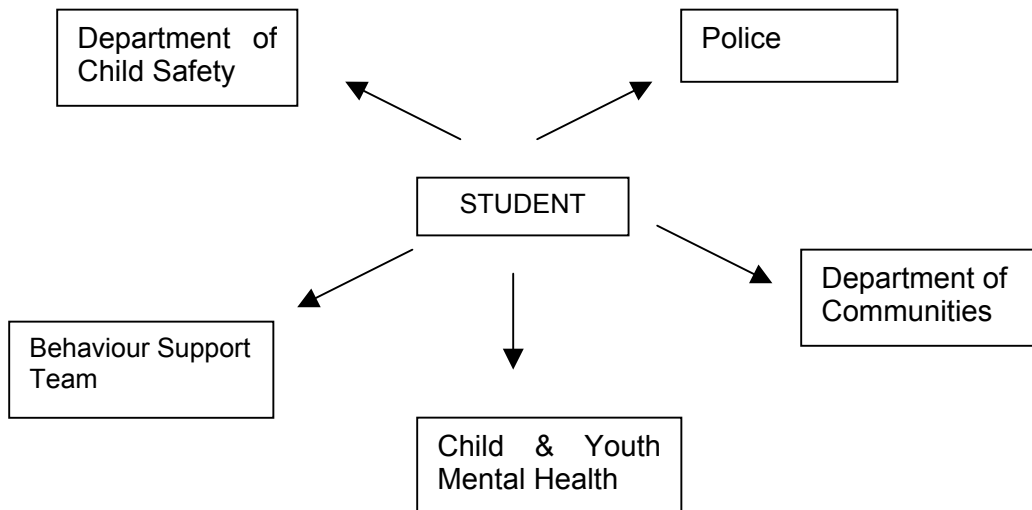 Department of
Child Safety
Police
STUDENT
Department of
Communities
Behaviour Support
Team
Child & Youth
Mental Health